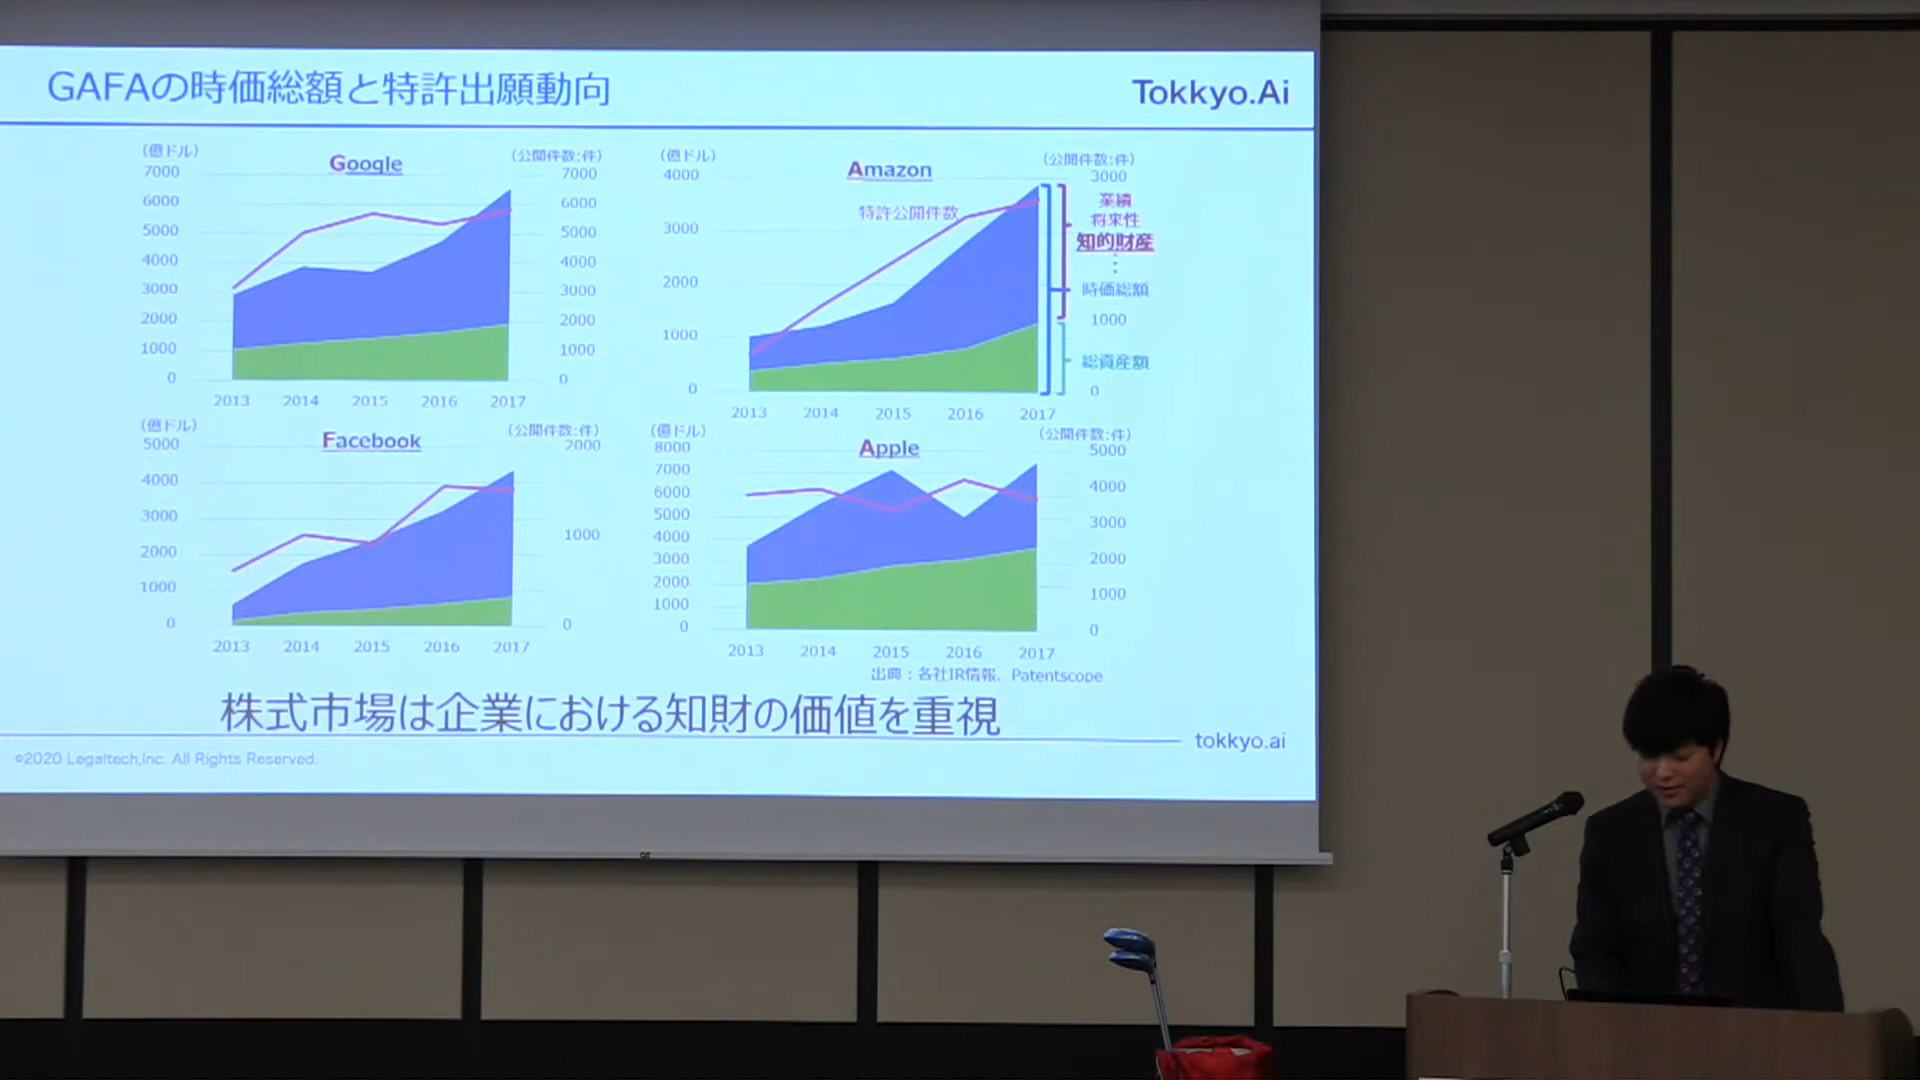 GAFAの時価総額と特許出願動向
Tokkyo.Ai
(億ドル)
Google
(公開件数:件)
7000
6000
5000
4000
3000
2000
1000
0
7000
6000
5000
4000
3000
2000
1000
0
2013 2014 2015 2016 2017
(億ドル)
Amazon
(公開件数:件)
4000
3000
2000
1000
0
特許公開件数
3000
業績
将来性
知的財産
時価総額
1000
総資産額
0
2013 2014 2015 2016 2017
(億ドル)
Facebook
(公開件数:件)
5000
4000
3000
2000
1000
0
2000
1000
0
2013 2014 2015 2016 2017
(億ドル)
Apple
(公開件数:件)
8000
7000
6000
5000
4000
3000
2000
1000
0
5000
4000
3000
2000
1000
0
2013 2014 2015 2016 2017
出典：各社IR情報、Patentscope
株式市場は企業における知財の価値を重視
tokkyo.ai
©2020 Legaltech,Inc. All Rights Reserved.